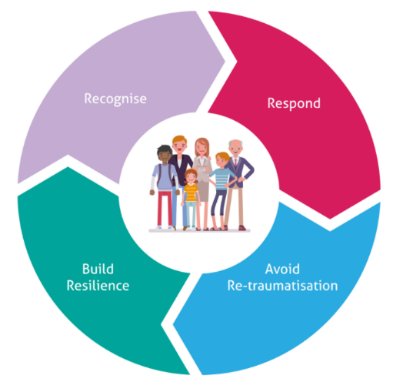 Recognise
Respond
Build
Resilience
Avoid
Re-traumatisation